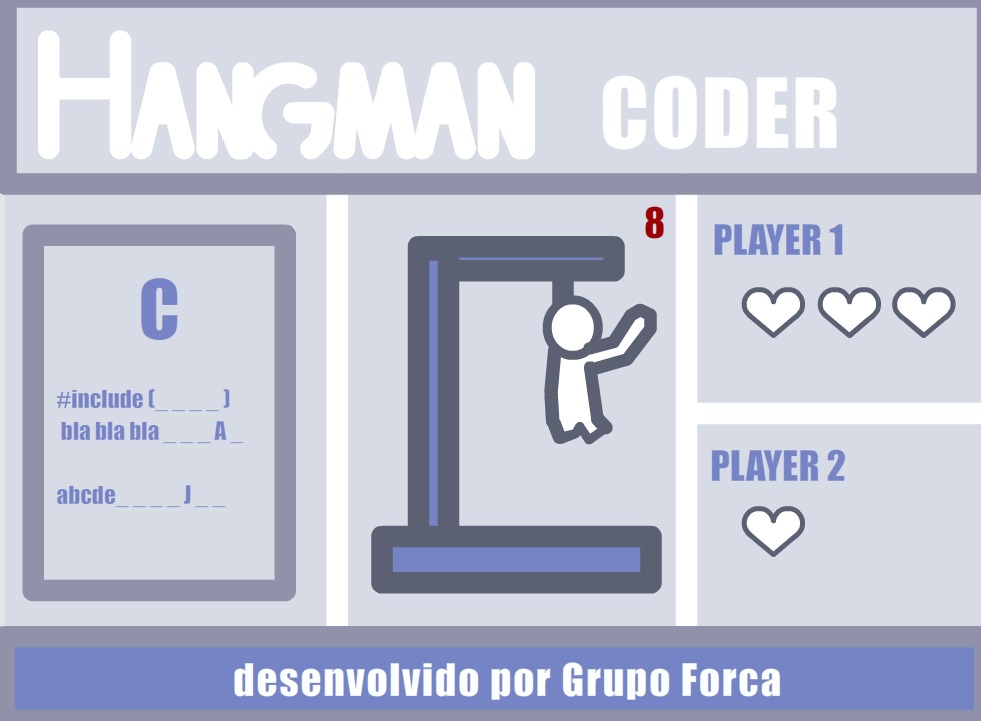 HANGMAN CODER
C
#include (_ _ _ _ )
bla bla bla _ _ _ A _
abcde_ _ _ _ J _ _
8
PLAYER 1
PLAYER 2
desenvolvido por Grupo Forca